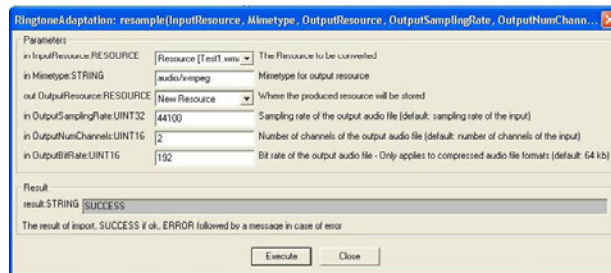 RingtoneAdaptation: resample(InputResource, Mimetype, OutputResource, OutputSamplingRate, OutputNumChann...
Parameters
in InputResource:RESOURCE Resource [Test1.wmv The Resource to be converted
in Mimetype:STRING audio/x-mpeg Mimetype for output resource
out OutputResource:RESOURCE New Resource Where the produced resource will be stored
in OutputSamplingRate:UINT32 44100 Sampling rate of the output audio file (default: sampling rate of the input)
in OutputNumChannels:UINT16 2 Number of channels of the output audio file (default: number of channels of the input)
in OutputBitRate:UINT16 192 Bit rate of the output audio file - Only applies to compressed audio file formats (default: 64 kb)
Result
result:STRING SUCCESS
The result of import, SUCCESS if ok, ERROR followed by a message in case of error
Execute Close